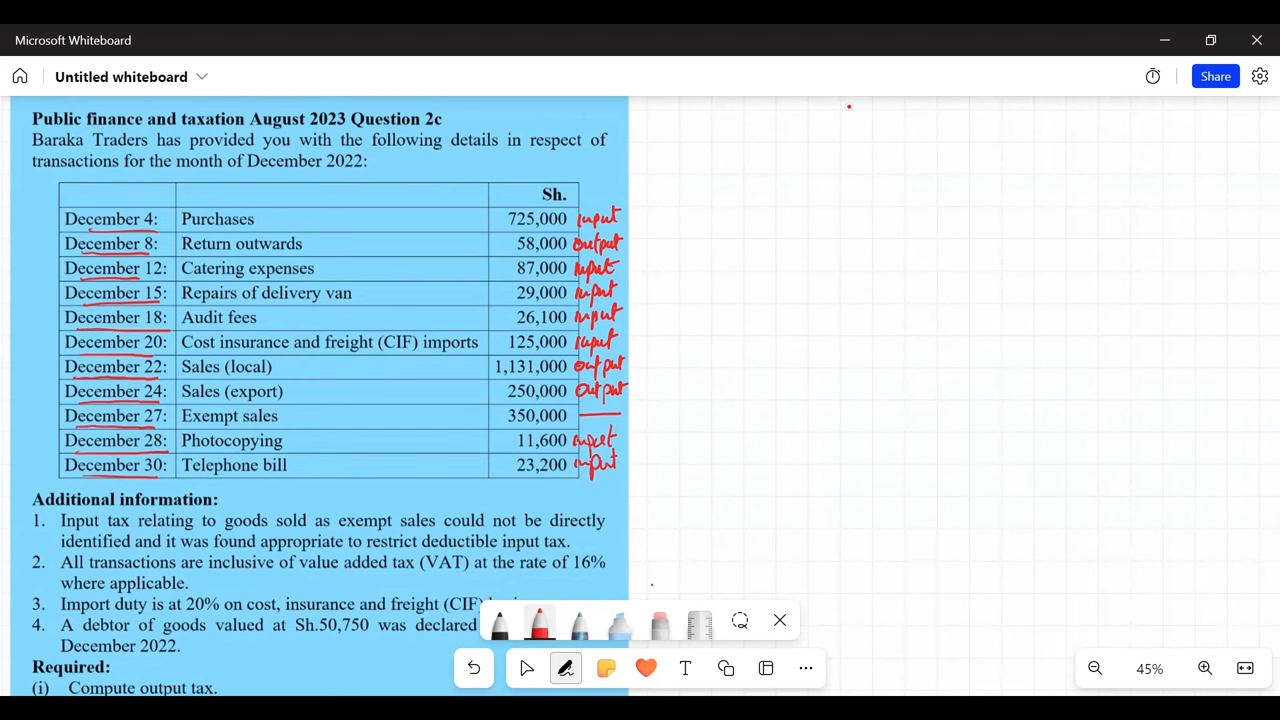 Microsoft Whiteboard
Untitled whiteboard
Share
Public finance and taxation August 2023 Question 2c
Baraka Traders has provided you with the following details in respect of
transactions for the month of December 2022:
Sh.
December 4: Purchases 725,000 input
December 8: Return outwards 58,000 output
December 12: Catering expenses 87,000 input
December 15: Repairs of delivery van 29,000 input
December 18: Audit fees 26,100 input
December 20: Cost insurance and freight (CIF) imports 125,000 input
December 22: Sales (local) 1,131,000 output
December 24: Sales (export) 250,000 output
December 27: Exempt sales 350,000
December 28: Photocopying 11,600 input
December 30: Telephone bill 23,200 input
Additional information:
1. Input tax relating to goods sold as exempt sales could not be directly
identified and it was found appropriate to restrict deductible input tax.
2. All transactions are inclusive of value added tax (VAT) at the rate of 16%
where applicable.
3. Import duty is at 20% on cost, insurance and freight (CIF)
4. A debtor of goods valued at Sh.50,750 was declared
December 2022.
Required:
(i) Compute output tax.
45%